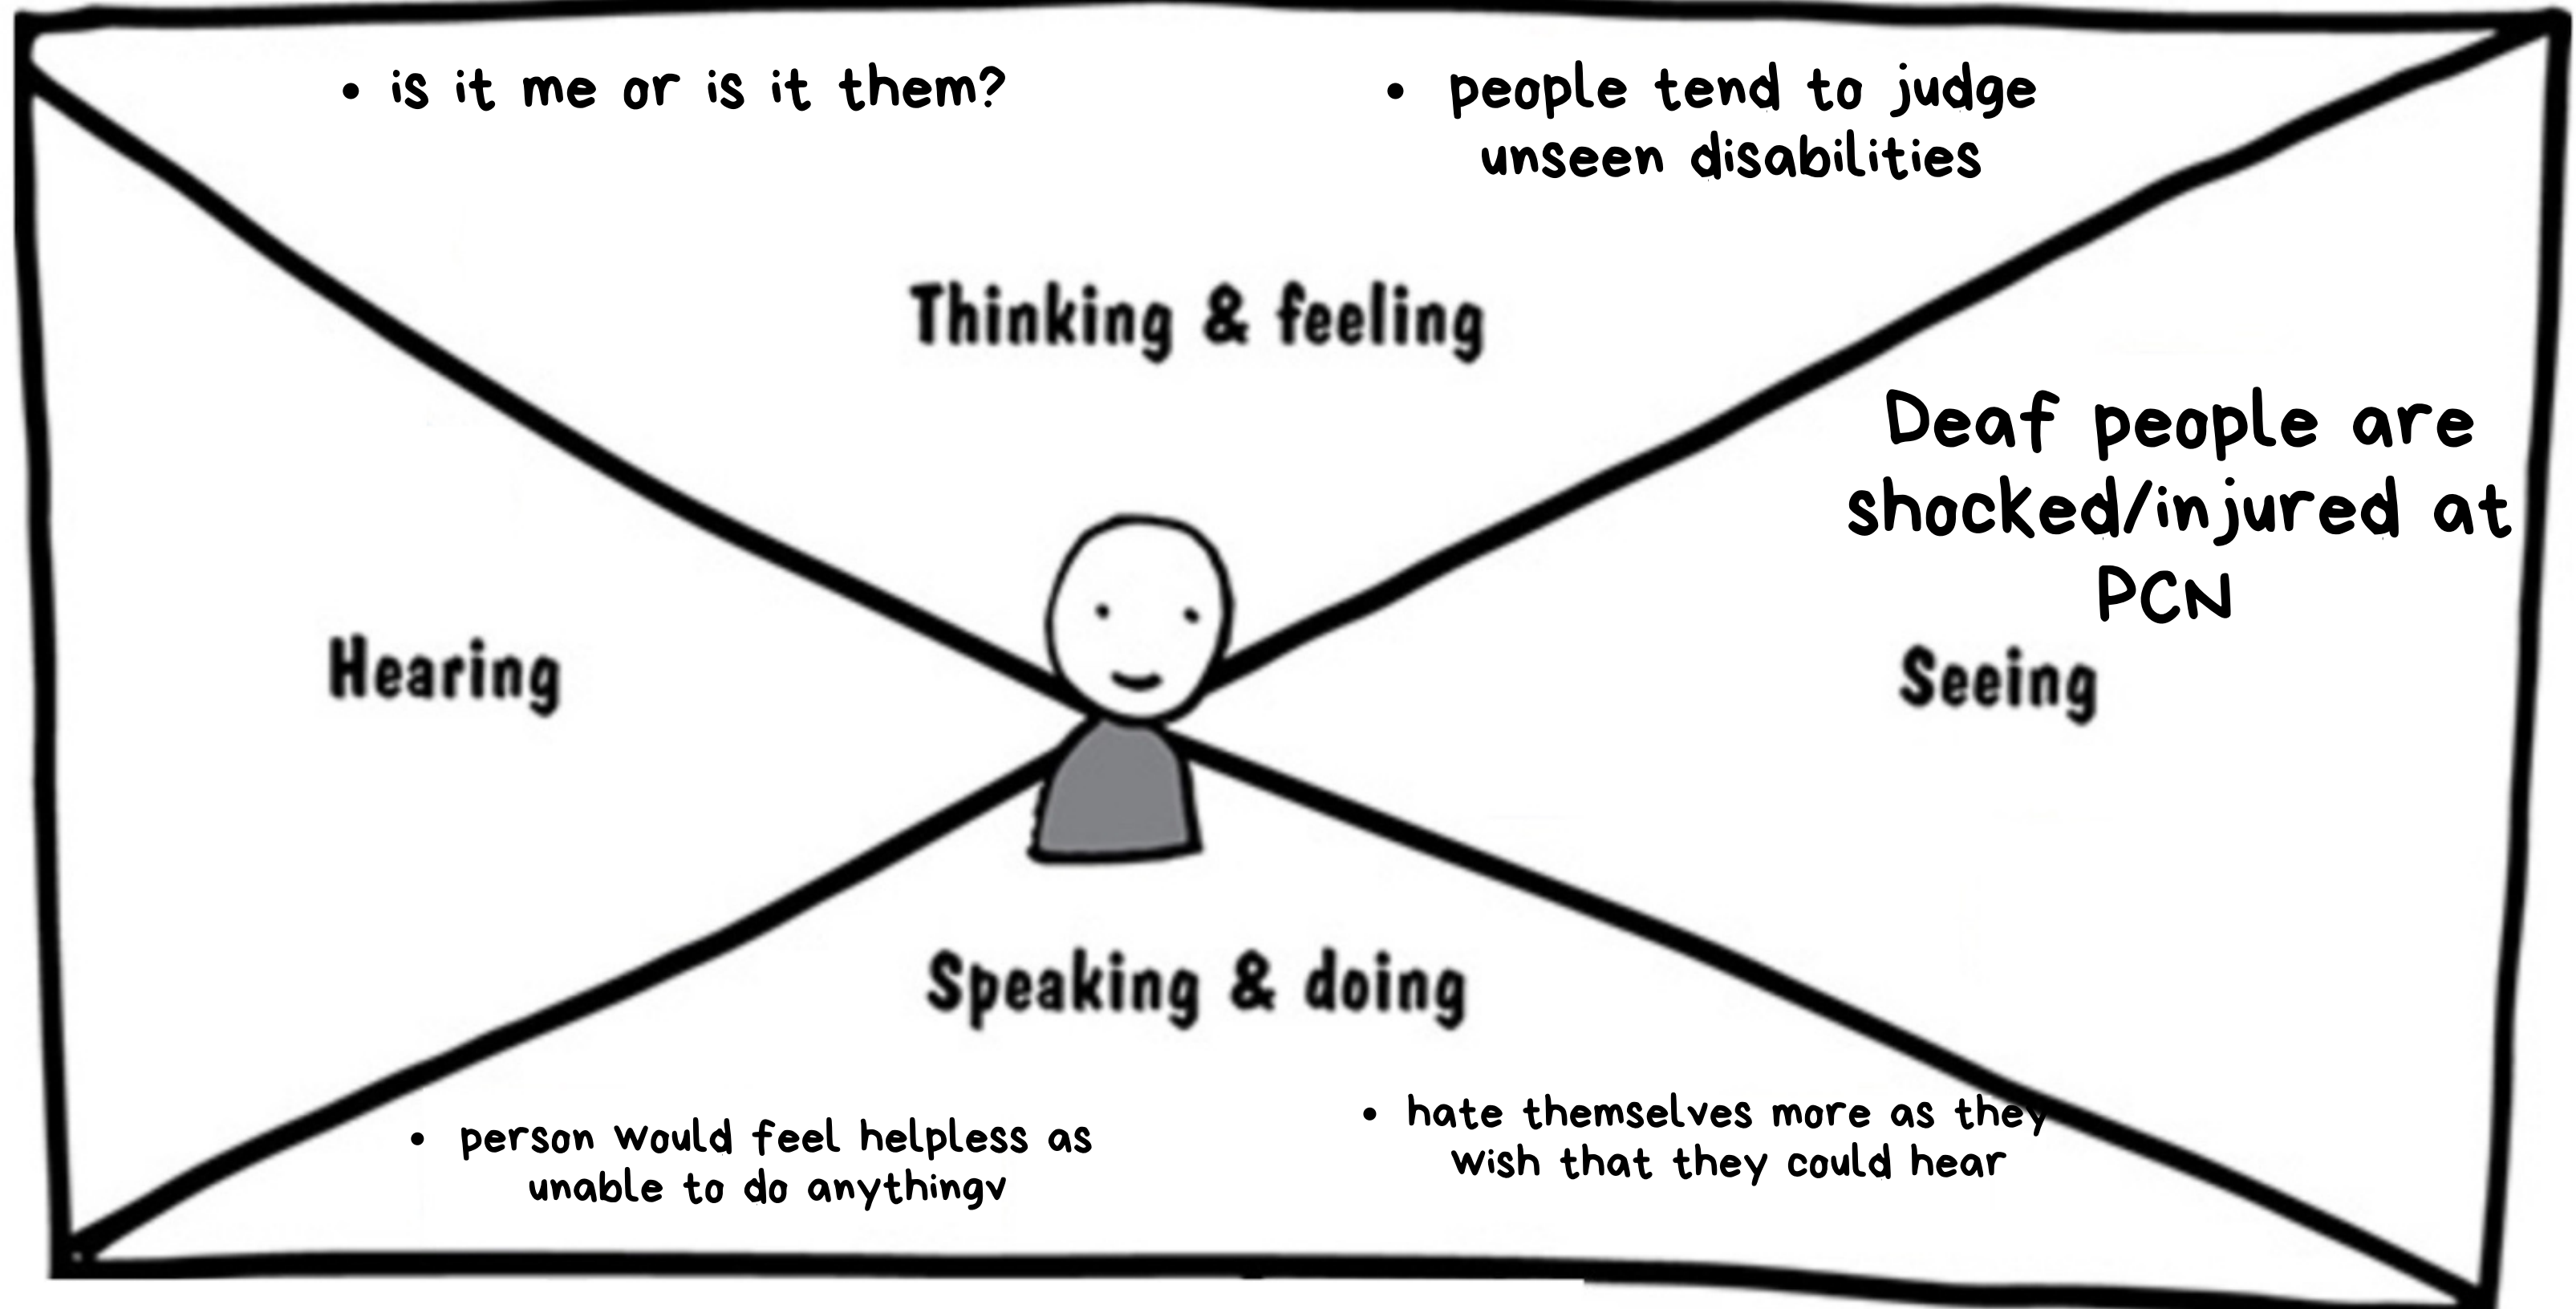 • is it me or is it them?
• people tend to judge
unseen disabilities
Thinking & feeling
Deaf people are
shocked/injured at
PCN
Hearing
Seeing
Speaking & doing
• person would feel helpless as
unable to do anythingv
• hate themselves more as they
wish that they could hear